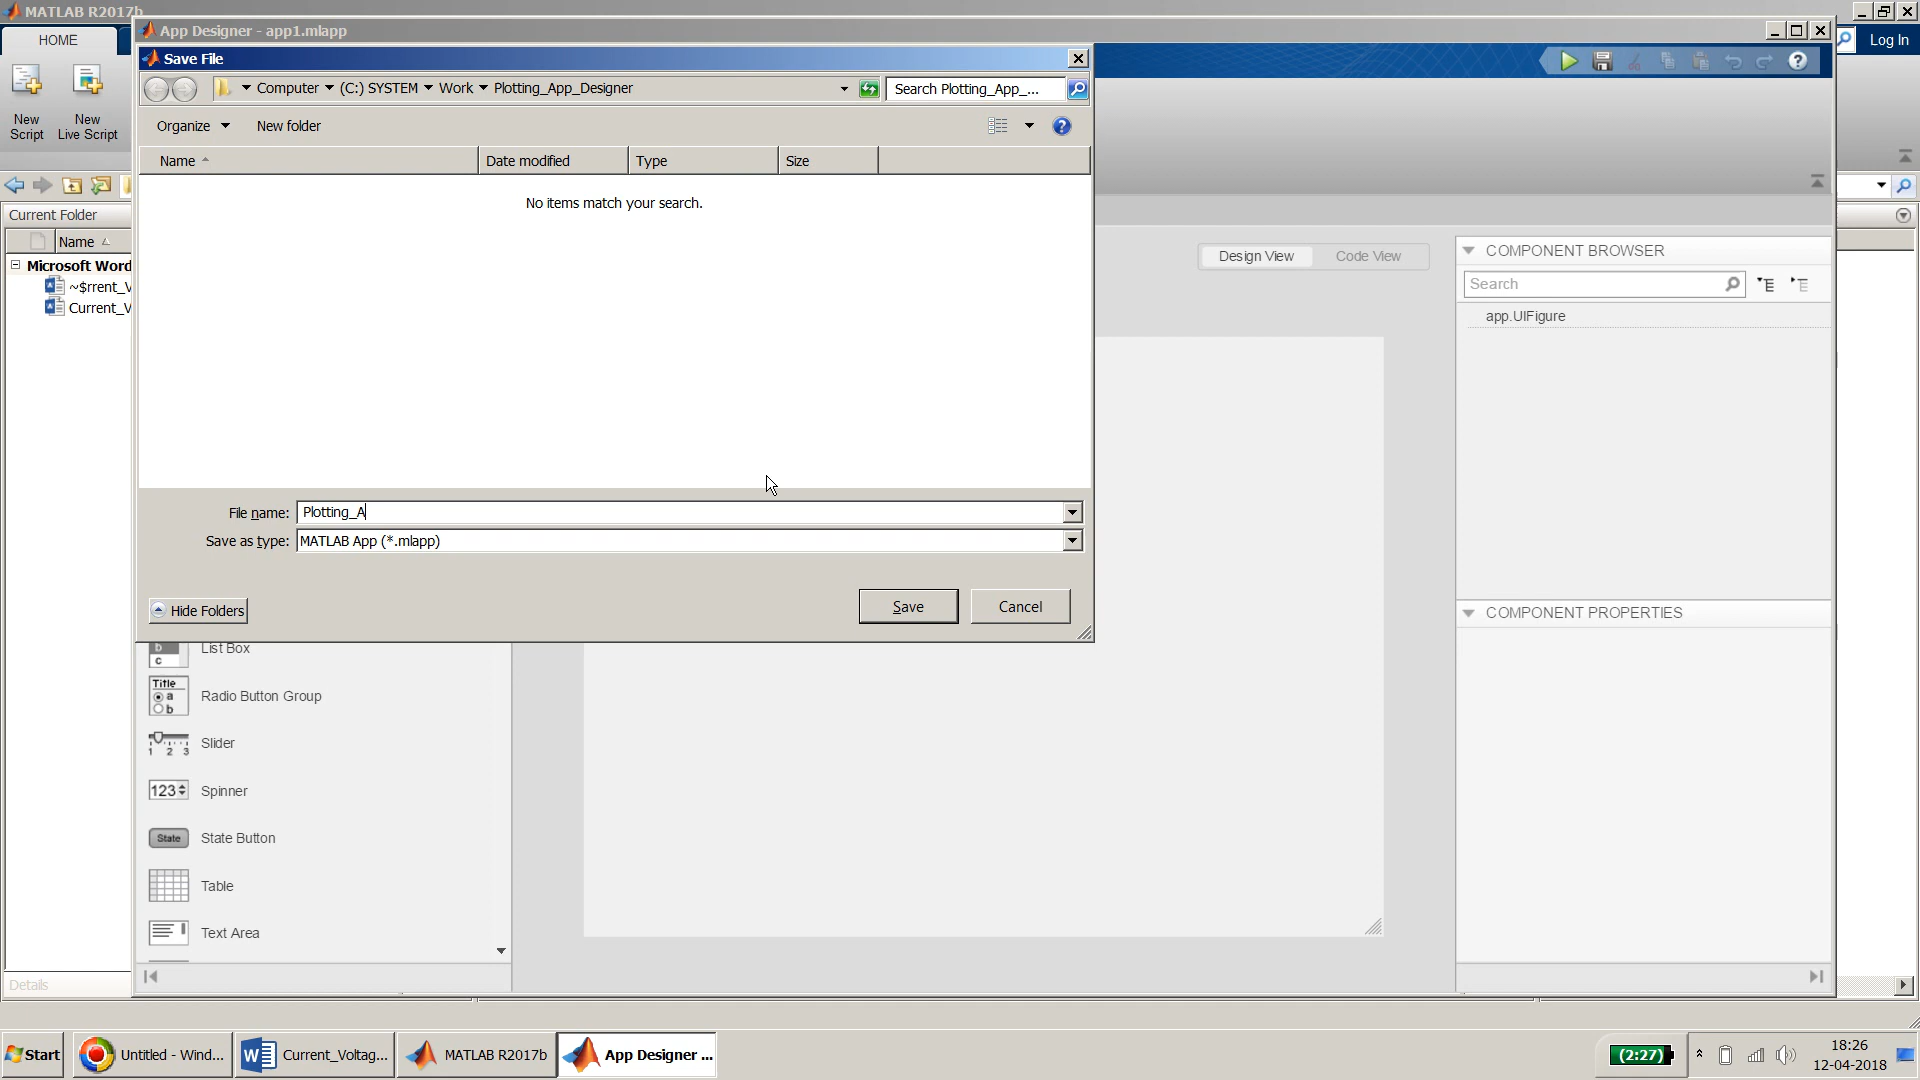 MATLAB R2017b
App Designer - app1.mlapp
HOME
Log In
Save File
Computer (C:) SYSTEM Work Plotting_App_Designer
Search Plotting_App_...
New Script
New Live Script
Organize New folder
Name Date modified Type Size
No items match your search.
Current Folder
Name
Microsoft Word
~$rrent_V
Current_V
Design View Code View
COMPONENT BROWSER
Search
app.UIFigure
File name: Plotting_A
Save as type: MATLAB App (*.mlapp)
Hide Folders
Save
Cancel
COMPONENT PROPERTIES
b
c
List Box
Title
a
b
Radio Button Group
1 2 3
Slider
123
Spinner
State
State Button
Table
Text Area
Details
Start
Untitled - Wind...
Current_Voltag...
MATLAB R2017b
App Designer ...
(2:27)
18:26
12-04-2018